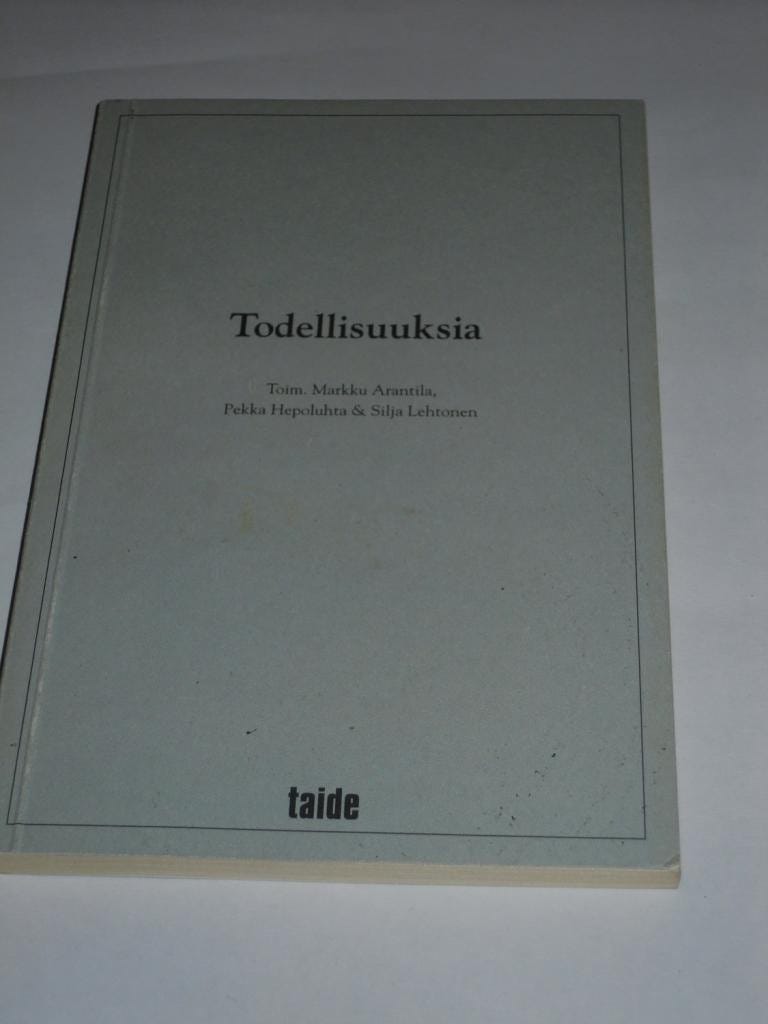 Todellisuuksia
Toim. Markku Arantila,
Pekka Hepoluhta & Silja Lehtonen
taide